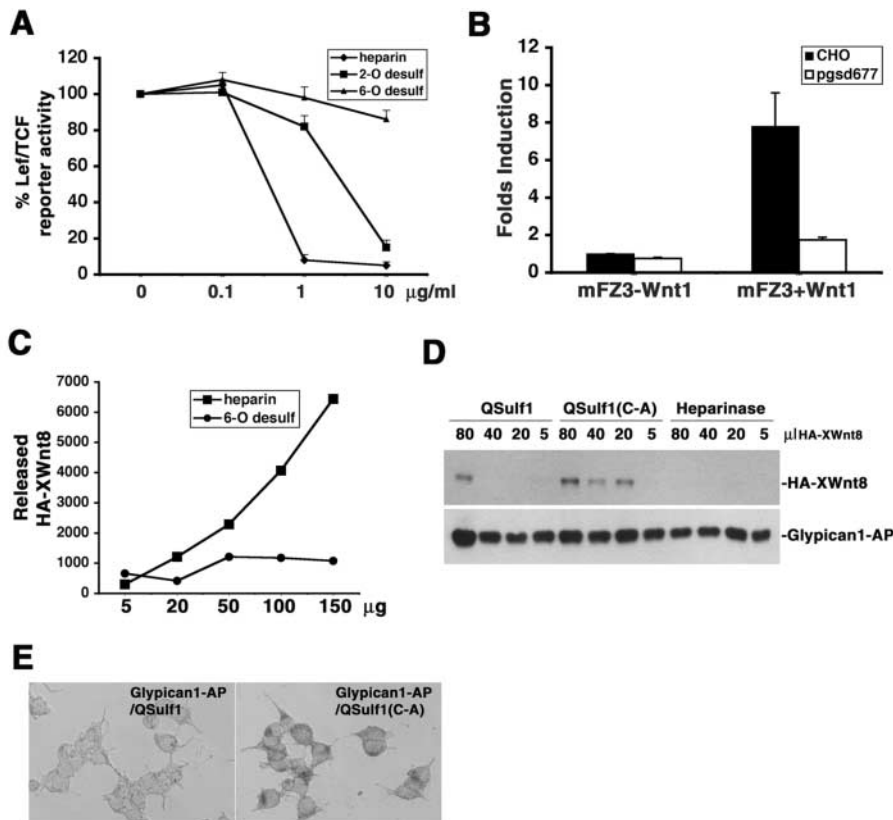 A
120
100
80
60
40
20
0
% Lef/TCF
reporter activity
heparin
2-O desulf
6-O desulf
0 0.1 1 10 µg/ml
B
12
10
8
6
4
2
0
Folds Induction
CHO
pgsd677
mFZ3-Wnt1 mFZ3+Wnt1
C
7000
6000
5000
4000
3000
2000
1000
0
Released
HA-XWnt8
heparin
6-O desulf
5 20 50 100 150 µg
D
QSulf1 QSulf1(C-A) Heparinase
80 40 20 5 80 40 20 5 80 40 20 5 µl HA-XWnt8
-HA-XWnt8
-Glypican1-AP
E
Glypican1-AP
/QSulf1
Glypican1-AP
/QSulf1(C-A)